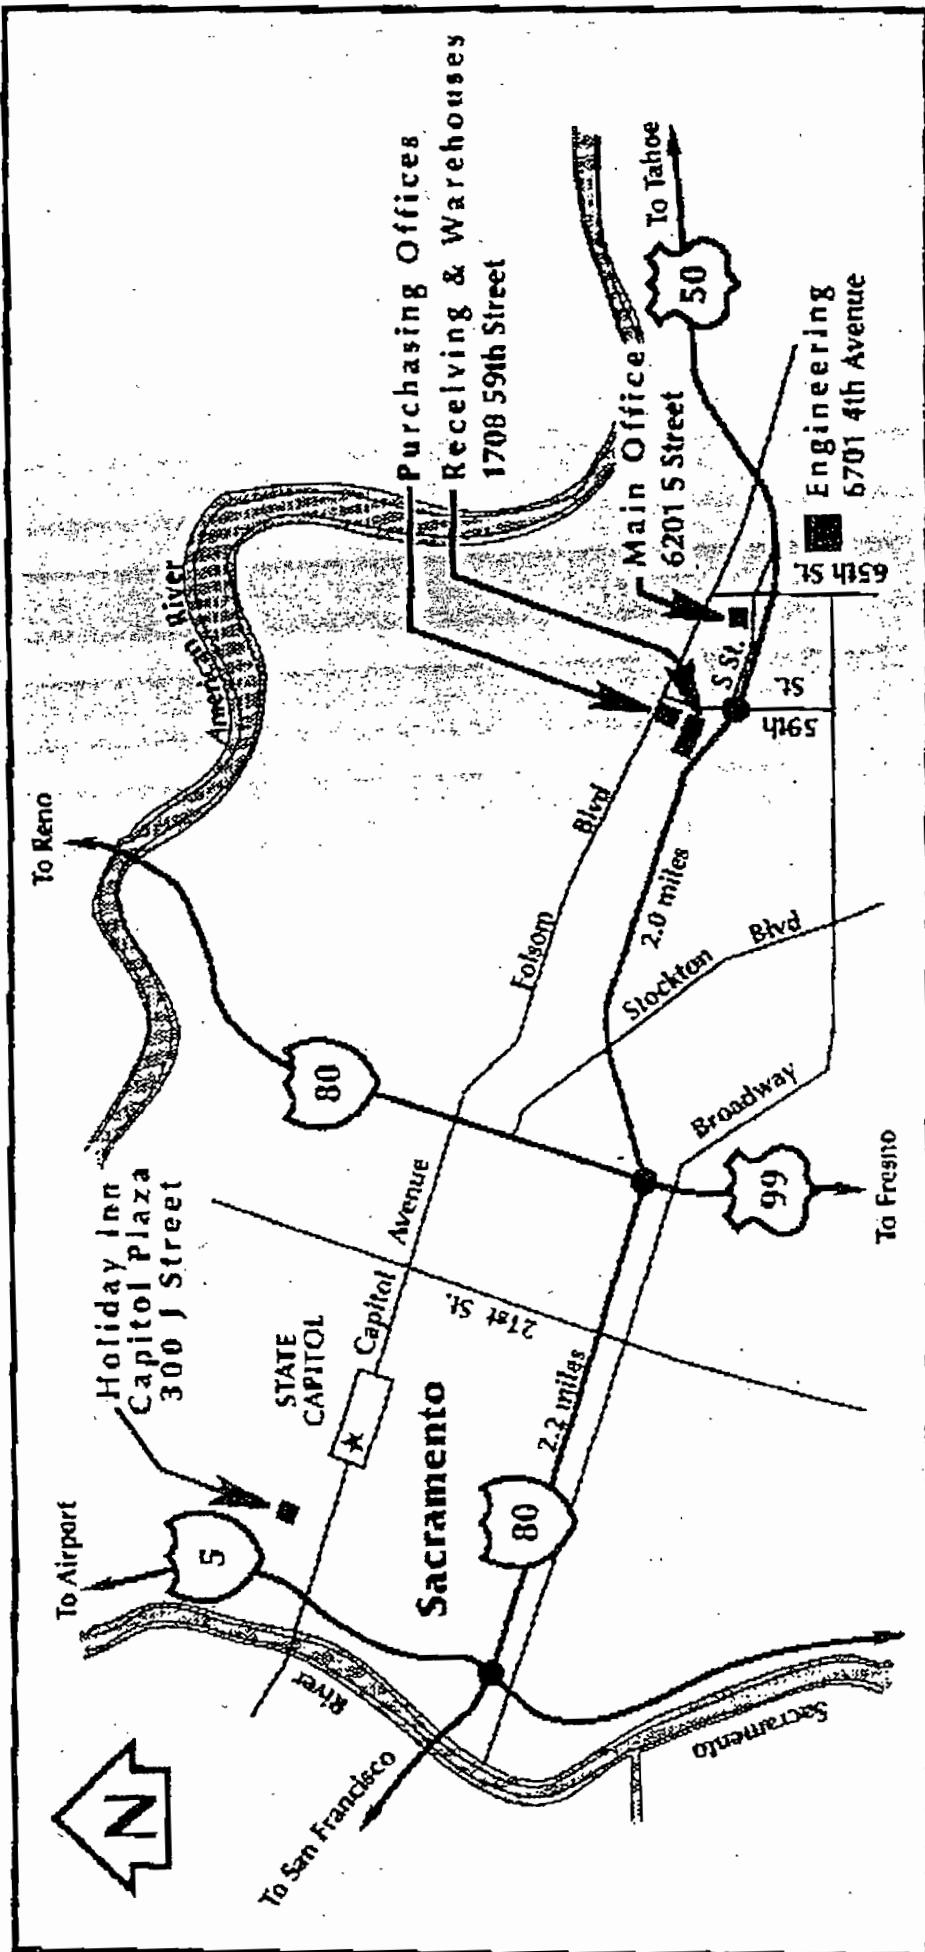 To Airport
5
Holiday Inn
Capitol Plaza
300 J Street
To Reno
80
American River
Purchasing Offices
Receiving & Warehouses
1708 59th Street
STATE
CAPITOL
Capitol Avenue
21st St.
Folsom Blvd
Main Office
6201 S Street
To Tahoe
50
N
River
Sacramento
To San Francisco
Sacramento
80
2.2 miles
2.0 miles
Stockton Blvd
Broadway
99
To Fresno
S St.
59th St.
65th St.
Engineering
6701 4th Avenue